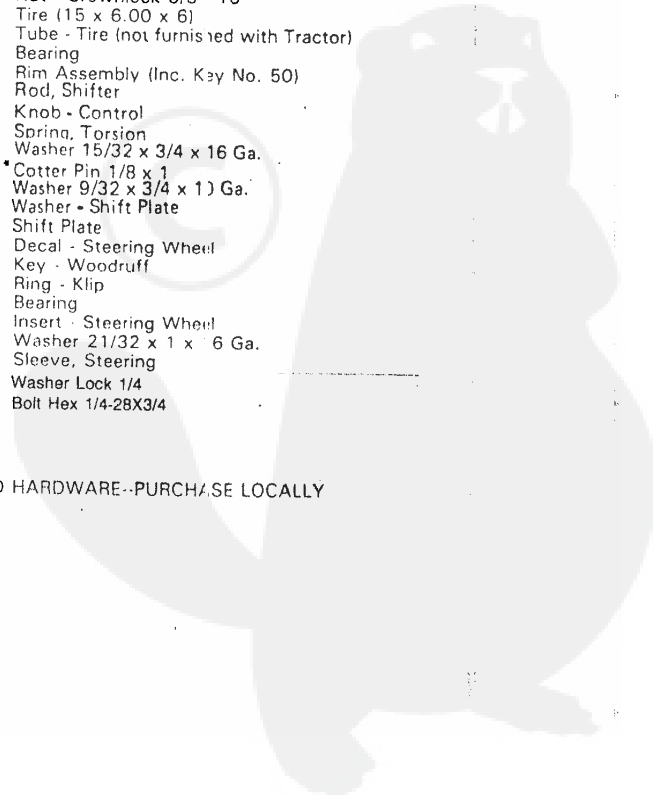 Tire (15 x 6.00 x 6)
Tube - Tire (not furnished with Tractor)
Bearing
Rim Assembly (Inc. Key No. 50)
Rod, Shifter
Knob - Control
Spring, Torsion
Washer 15/32 x 3/4 x 16 Ga.
*Cotter Pin 1/8 x 1
Washer 9/32 x 3/4 x 1 Ga.
Washer - Shift Plate
Shift Plate
Decal - Steering Wheel
Key - Woodruff
Ring - Klip
Bearing
Insert - Steering Wheel
Washer 21/32 x 1 x 6 Ga.
Sleeve, Steering
Washer Lock 1/4
Bolt Hex 1/4-28X3/4
HARDWARE--PURCHASE LOCALLY
©